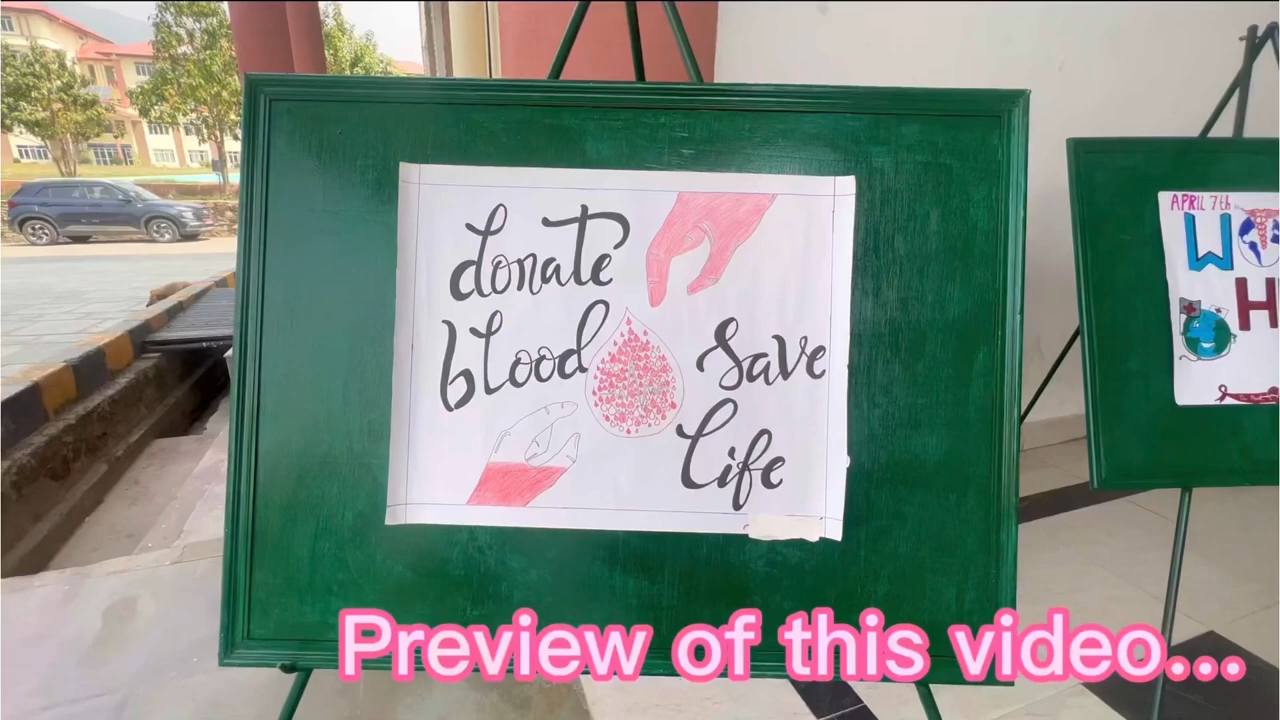 donate
blood
Save
life
APRIL 7th
W
H
Preview of this video...